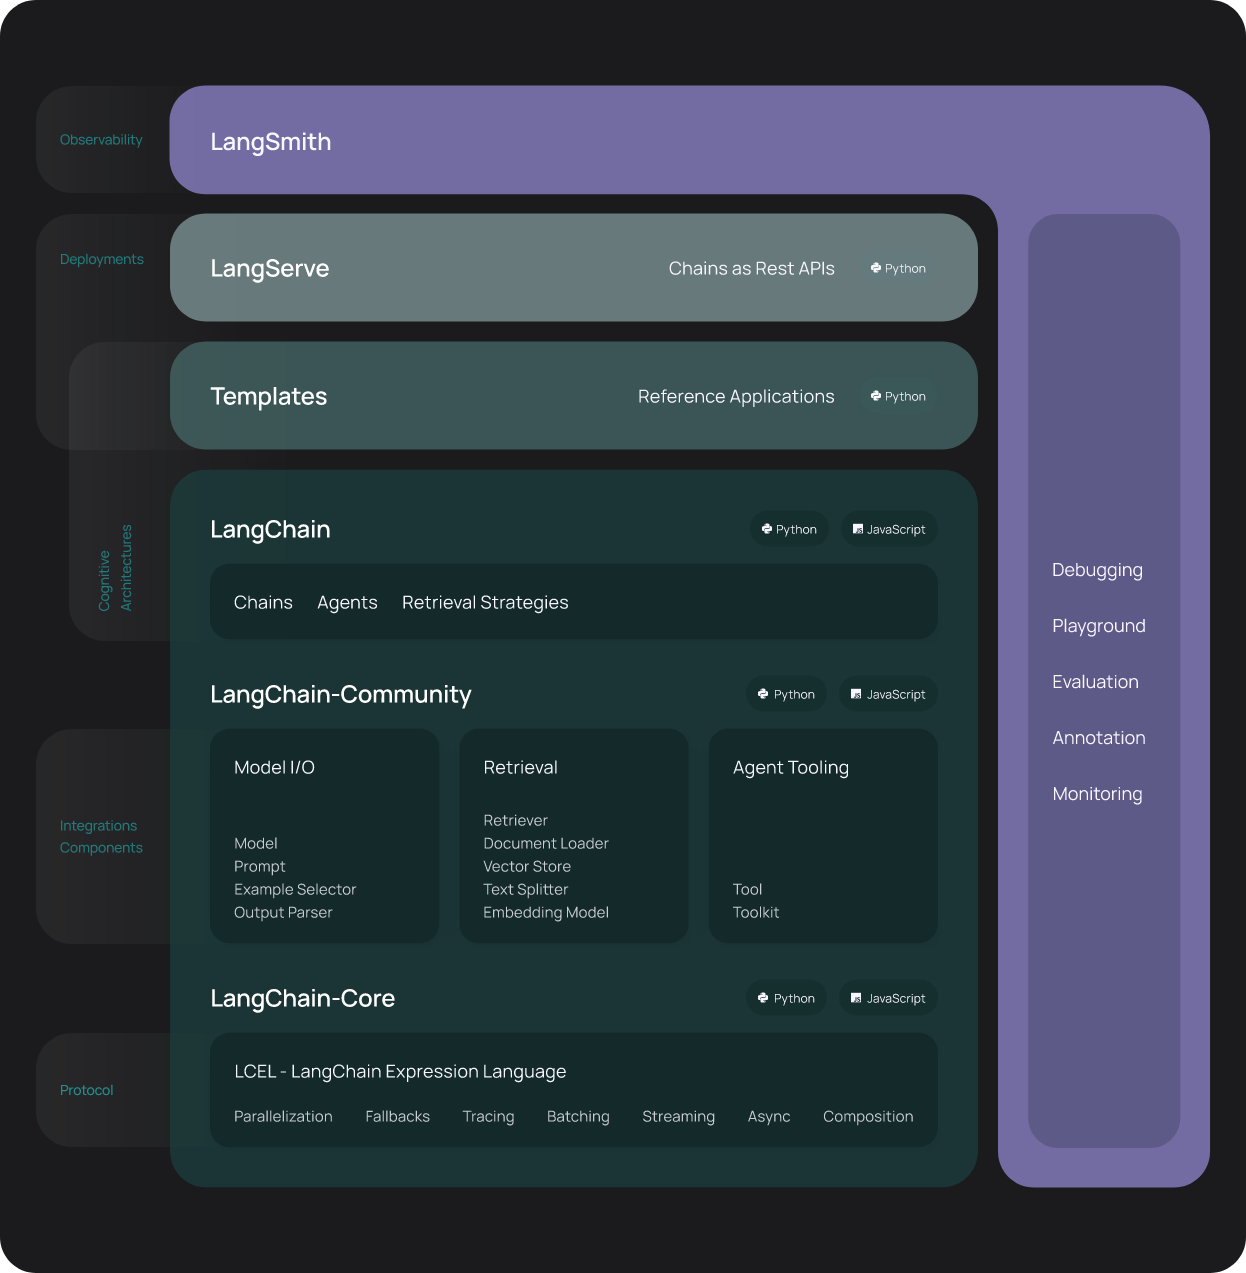 Observability
LangSmith
Deployments
LangServe
Chains as Rest APIs
Python
Templates
Reference Applications
Python
Cognitive
Architectures
LangChain
Python
JavaScript
Chains Agents Retrieval Strategies
LangChain-Community
Python
JavaScript
Integrations
Components
Model I/O
Model
Prompt
Example Selector
Output Parser
Retrieval
Retriever
Document Loader
Vector Store
Text Splitter
Embedding Model
Agent Tooling
Tool
Toolkit
LangChain-Core
Python
JavaScript
Protocol
LCEL - LangChain Expression Language
Parallelization Fallbacks Tracing Batching Streaming Async Composition
Debugging
Playground
Evaluation
Annotation
Monitoring